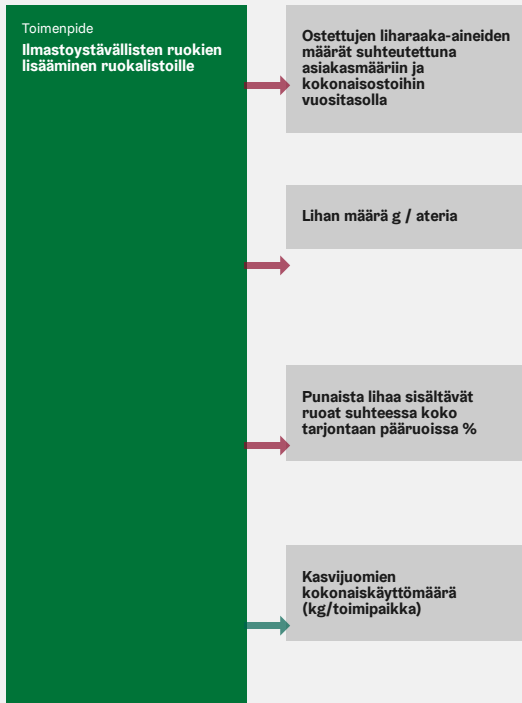 Toimenpide
Ilmastoystävällisten ruokien
lisääminen ruokalistoille
Ostettujen liharaaka-aineiden
määrät suhteutettuna
asiakasmääriin ja
kokonaisostoihin
vuositasolla
Lihan määrä g / ateria
Punaista lihaa sisältävät
ruoat suhteessa koko
tarjontaan pääruoissa %
Kasvijuomien
kokonaiskäyttömäärä
(kg/toimipaikka)